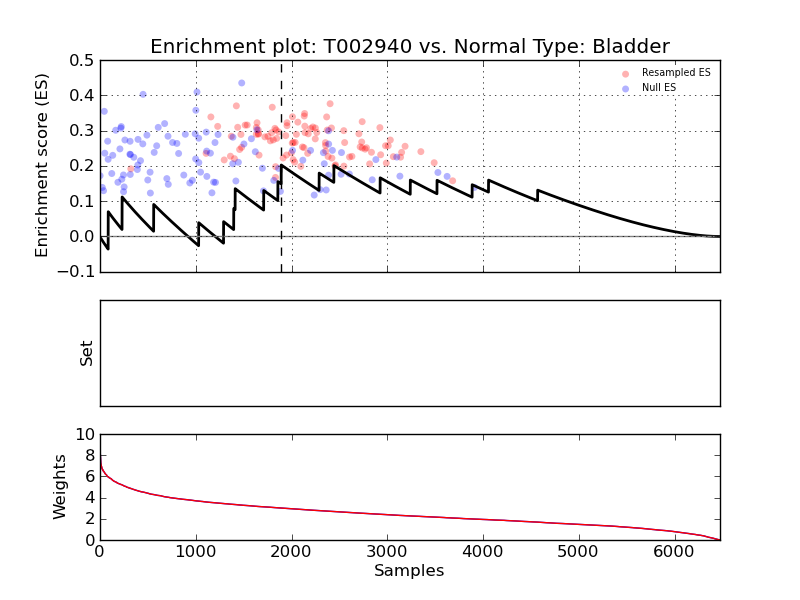 Enrichment plot: T002940 vs. Normal Type: Bladder
Enrichment score (ES)
0.5
0.4
0.3
0.2
0.1
0.0
−0.1
Resampled ES
Null ES
Set
Weights
10
8
6
4
2
0
0 1000 2000 3000 4000 5000 6000
Samples